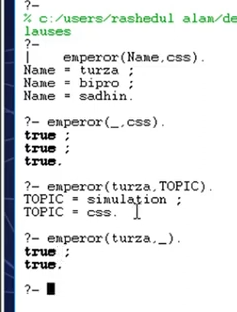 ?-
% c:/users/rashedul alam/de
lauses
?-
| emperor(Name,css).
Name = turza ;
Name = bipro ;
Name = sadhin.
?- emperor(_,css).
true ;
true ;
true.
?- emperor(turza,TOPIC).
TOPIC = simulation ;
TOPIC = css.
?- emperor(turza,_).
true ;
true.
?-